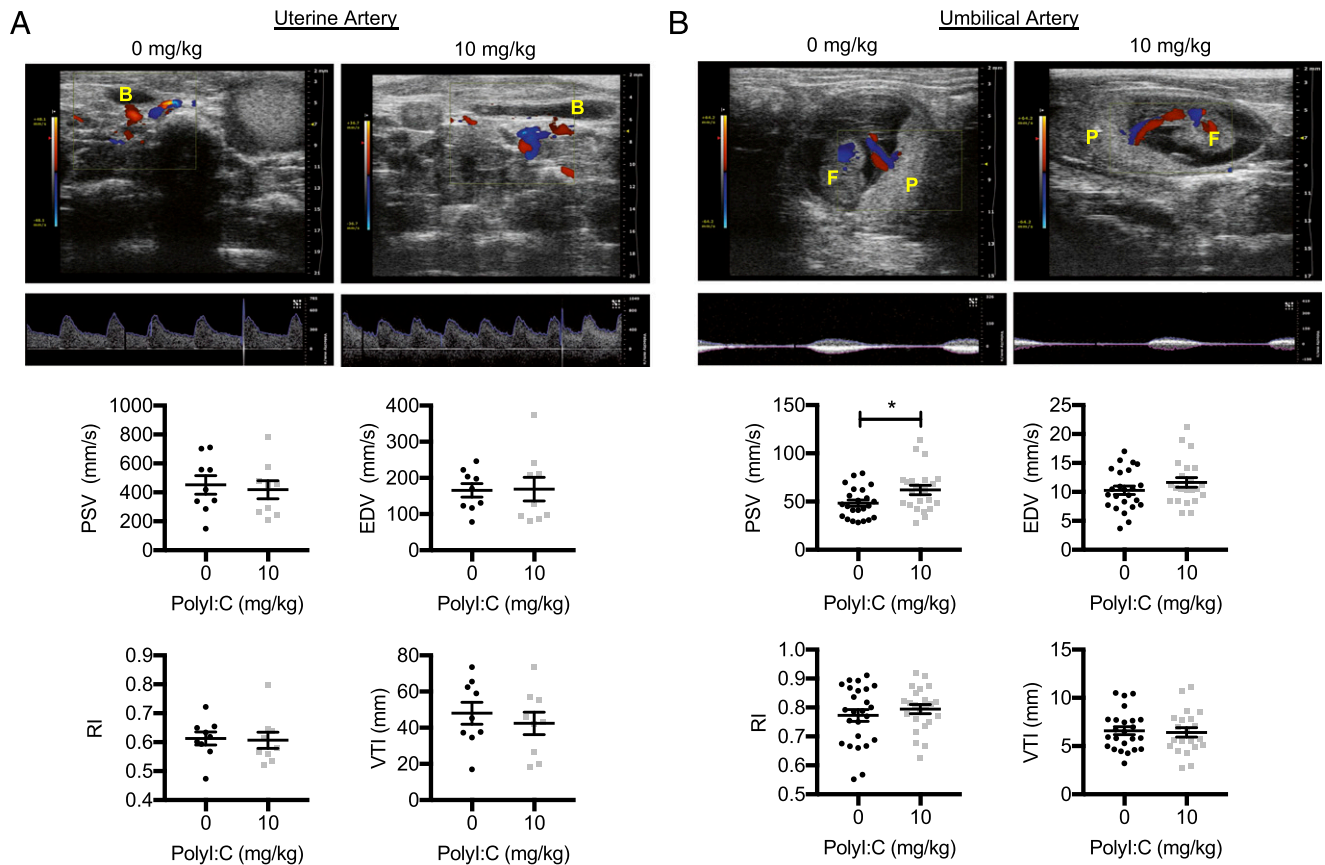 A
Uterine Artery
0 mg/kg
10 mg/kg
B
B
B
Umbilical Artery
0 mg/kg
10 mg/kg
F
P
P
F
PSV (mm/s)
1000
800
600
400
200
0
0
10
PolyI:C (mg/kg)
EDV (mm/s)
400
300
200
100
0
0
10
PolyI:C (mg/kg)
PSV (mm/s)
150
100
50
0
*
0
10
PolyI:C (mg/kg)
EDV (mm/s)
25
20
15
10
5
0
0
10
PolyI:C (mg/kg)
RI
0.9
0.8
0.7
0.6
0.5
0.4
0
10
PolyI:C (mg/kg)
VTI (mm)
80
60
40
20
0
0
10
PolyI:C (mg/kg)
RI
1.0
0.9
0.8
0.7
0.6
0.5
0
10
PolyI:C (mg/kg)
VTI (mm)
15
10
5
0
0
10
PolyI:C (mg/kg)